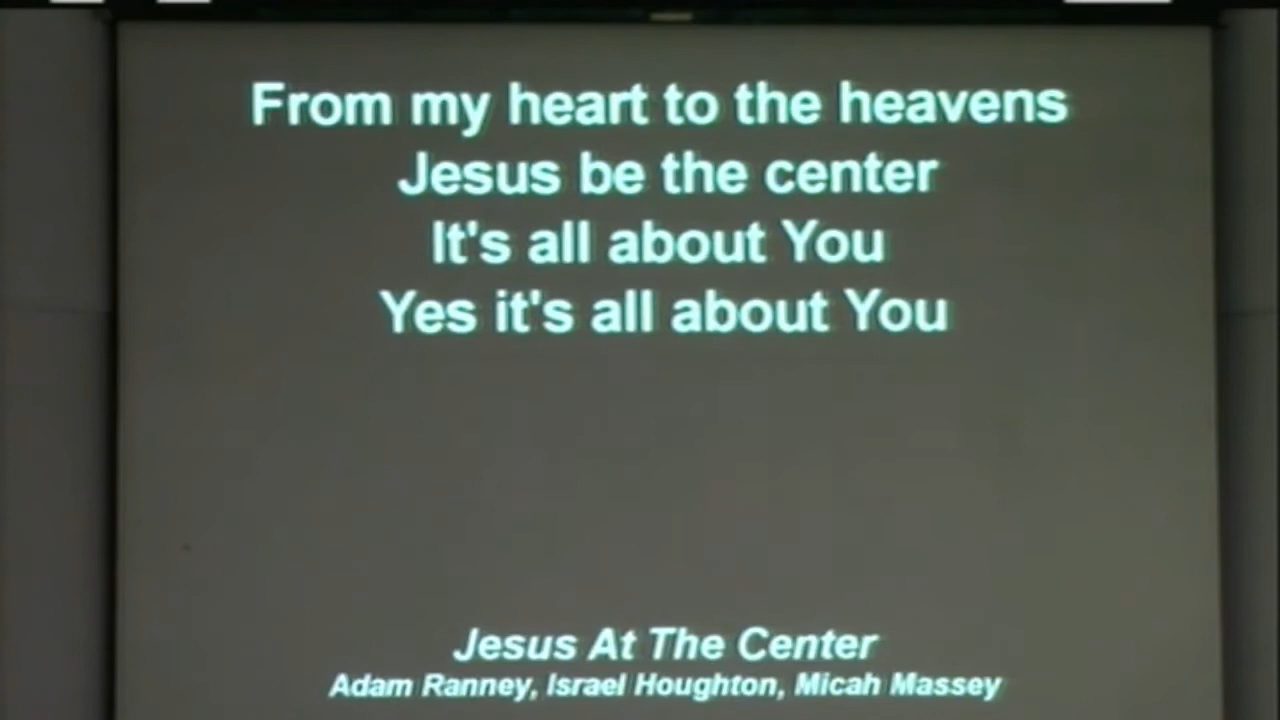 From my heart to the heavens
Jesus be the center
It's all about You
Yes it's all about You
Jesus At The Center
Adam Ranney, Israel Houghton, Micah Massey